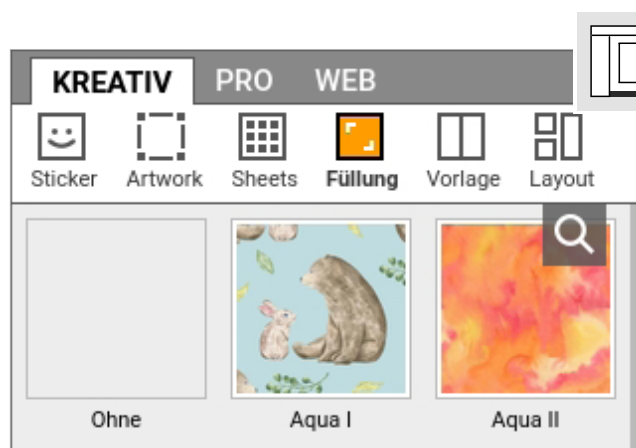 KREATIV PRO WEB
Sticker Artwork Sheets Füllung Vorlage Layout
Ohne Aqua I Aqua II